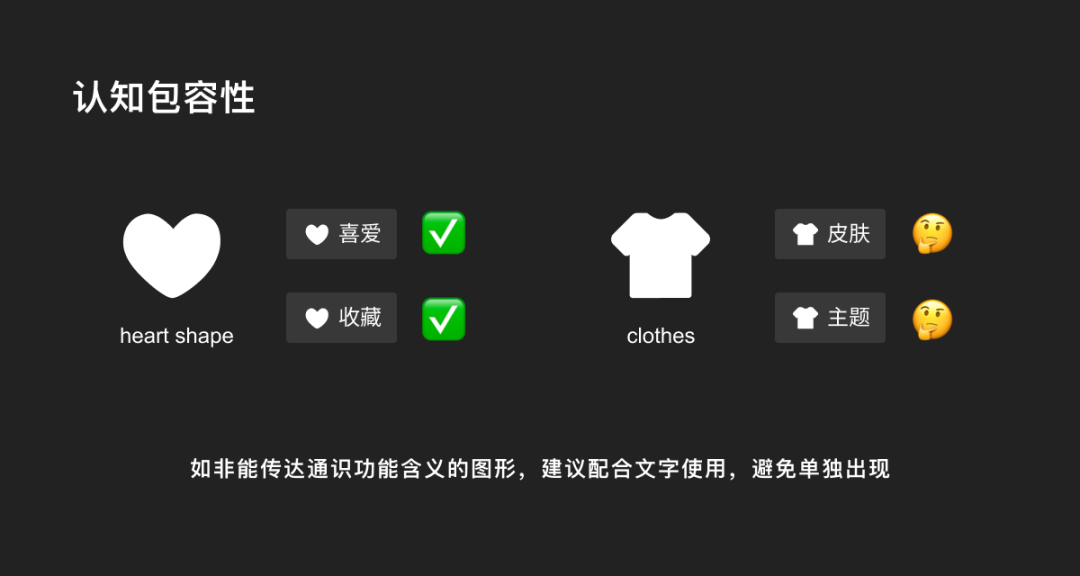 认知包容性
喜爱
收藏
heart shape
皮肤
主题
clothes
如非能传达通识功能含义的图形，建议配合文字使用，避免单独出现